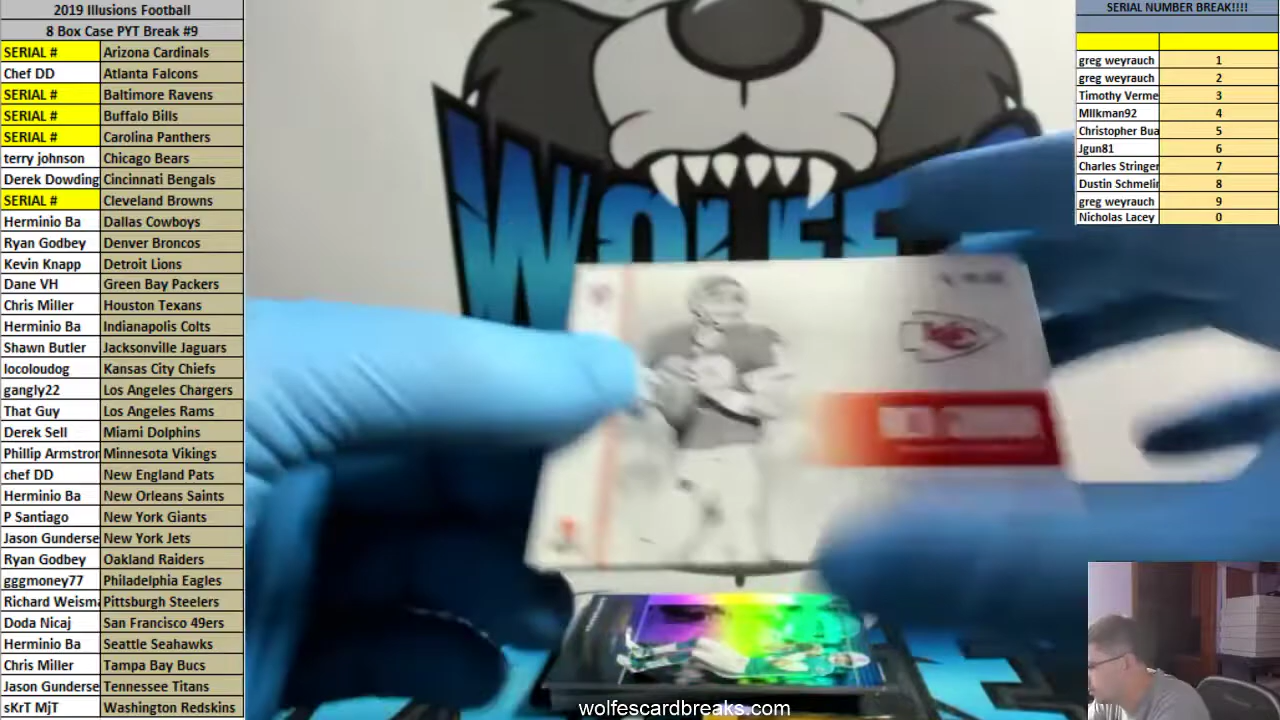 2019 Illusions Football
8 Box Case PYT Break #9
SERIAL # Arizona Cardinals
Chef DD Atlanta Falcons
SERIAL # Baltimore Ravens
SERIAL # Buffalo Bills
SERIAL # Carolina Panthers
terry johnson Chicago Bears
Derek Dowding Cincinnati Bengals
SERIAL # Cleveland Browns
Herminio Ba Dallas Cowboys
Ryan Godbey Denver Broncos
Kevin Knapp Detroit Lions
Dane VH Green Bay Packers
Chris Miller Houston Texans
Herminio Ba Indianapolis Colts
Shawn Butler Jacksonville Jaguars
locoloudog Kansas City Chiefs
gangly22 Los Angeles Chargers
That Guy Los Angeles Rams
Derek Sell Miami Dolphins
Phillip Armstron Minnesota Vikings
chef DD New England Pats
Herminio Ba New Orleans Saints
P Santiago New York Giants
Jason Gunderse New York Jets
Ryan Godbey Oakland Raiders
gggmoney77 Philadelphia Eagles
Richard Weisma Pittsburgh Steelers
Doda Nicaj San Francisco 49ers
Herminio Ba Seattle Seahawks
Chris Miller Tampa Bay Bucs
Jason Gunderse Tennessee Titans
sKrT MjT Washington Redskins
WOLFE
KC
wolfescardbreaks.com
SERIAL NUMBER BREAK!!!!
greg weyrauch 1
greg weyrauch 2
Timothy Verme 3
MIlkman92 4
Christopher Bua 5
Jgun81 6
Charles Stringer 7
Dustin Schmelin 8
greg weyrauch 9
Nicholas Lacey 0